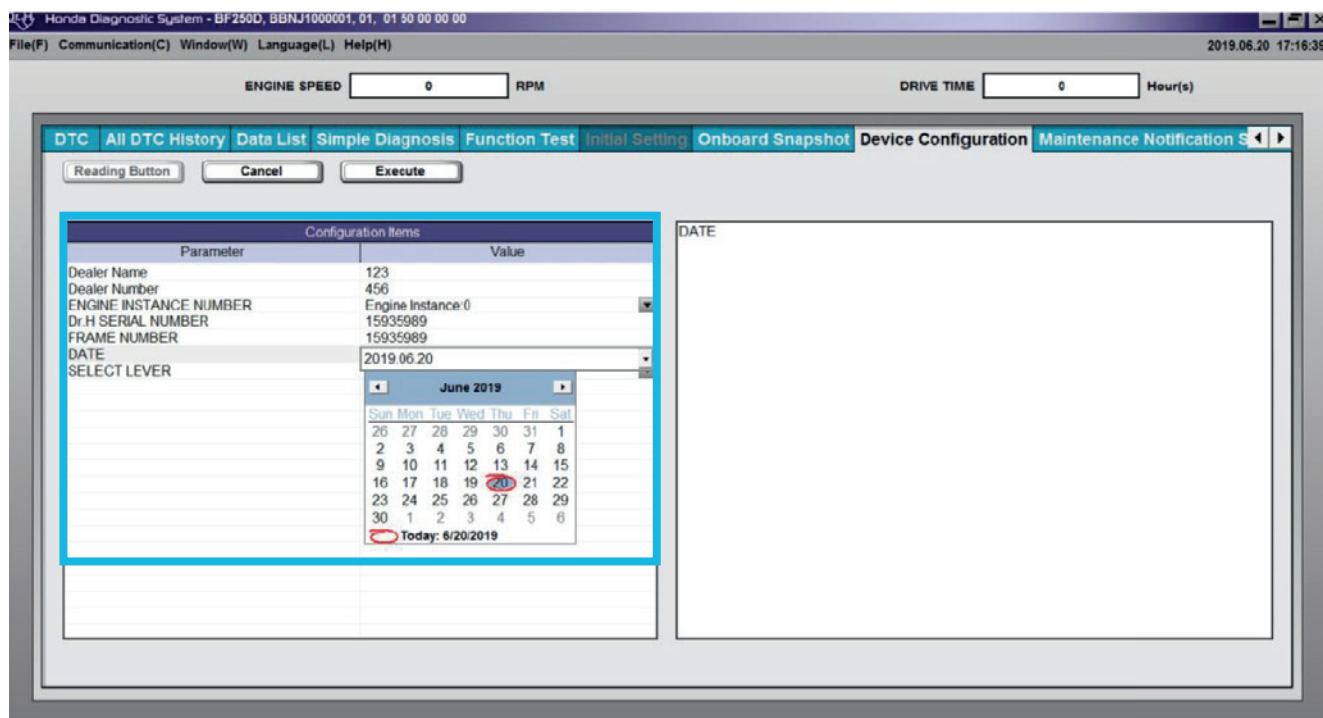 Honda Diagnostic System - BF250D, BBNJ1000001, 01, 01 50 00 00 00
File(F) Communication(C) Window(W) Language(L) Help(H) 2019.06.20 17:16:39
ENGINE SPEED 0 RPM DRIVE TIME 0 Hour(s)
DTC All DTC History Data List Simple Diagnosis Function Test Initial Setting Onboard Snapshot Device Configuration Maintenance Notification S
Reading Button Cancel Execute
Configuration Items DATE
Parameter Value
Dealer Name 123
Dealer Number 456
ENGINE INSTANCE NUMBER Engine Instance:0
Dr.H SERIAL NUMBER 15935989
FRAME NUMBER 15935989
DATE 2019.06.20
SELECT LEVER
June 2019
Sun Mon Tue Wed Thu Fri Sat
26 27 28 29 30 31 1
2 3 4 5 6 7 8
9 10 11 12 13 14 15
16 17 18 19 20 21 22
23 24 25 26 27 28 29
30 1 2 3 4 5 6
Today: 6/20/2019